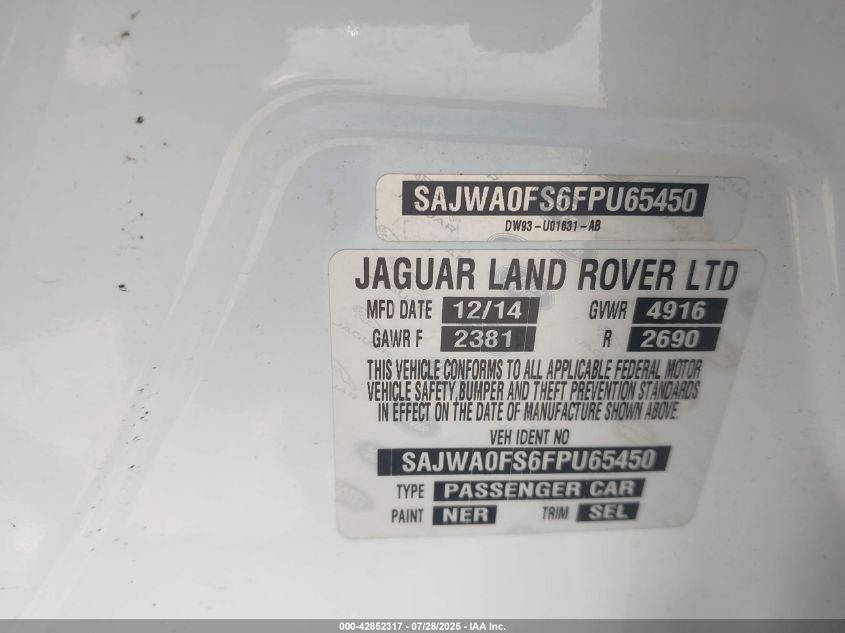 SAJWA0FS6FPU65450
DW93-U01631-AB
JAGUAR LAND ROVER LTD
MFD DATE 12/14 GVWR 4916
GAWR F 2381 R 2690
THIS VEHICLE CONFORMS TO ALL APPLICABLE FEDERAL MOTOR
VEHICLE SAFETY,BUMPER AND THEFT PREVENTION STANDARDS
IN EFFECT ON THE DATE OF MANUFACTURE SHOWN ABOVE.
VEH IDENT NO
SAJWA0FS6FPU65450
TYPE PASSENGER CAR
PAINT NER TRIM SEL
000-42852317 - 07/28/2025 - IAA Inc.